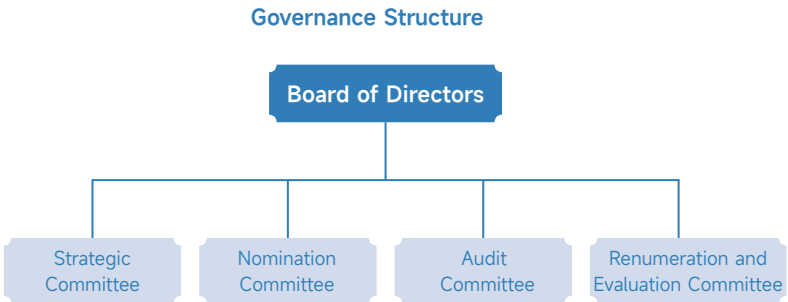 Governance Structure
Board of Directors
Strategic
Committee
Nomination
Committee
Audit
Committee
Renumeration and
Evaluation Committee